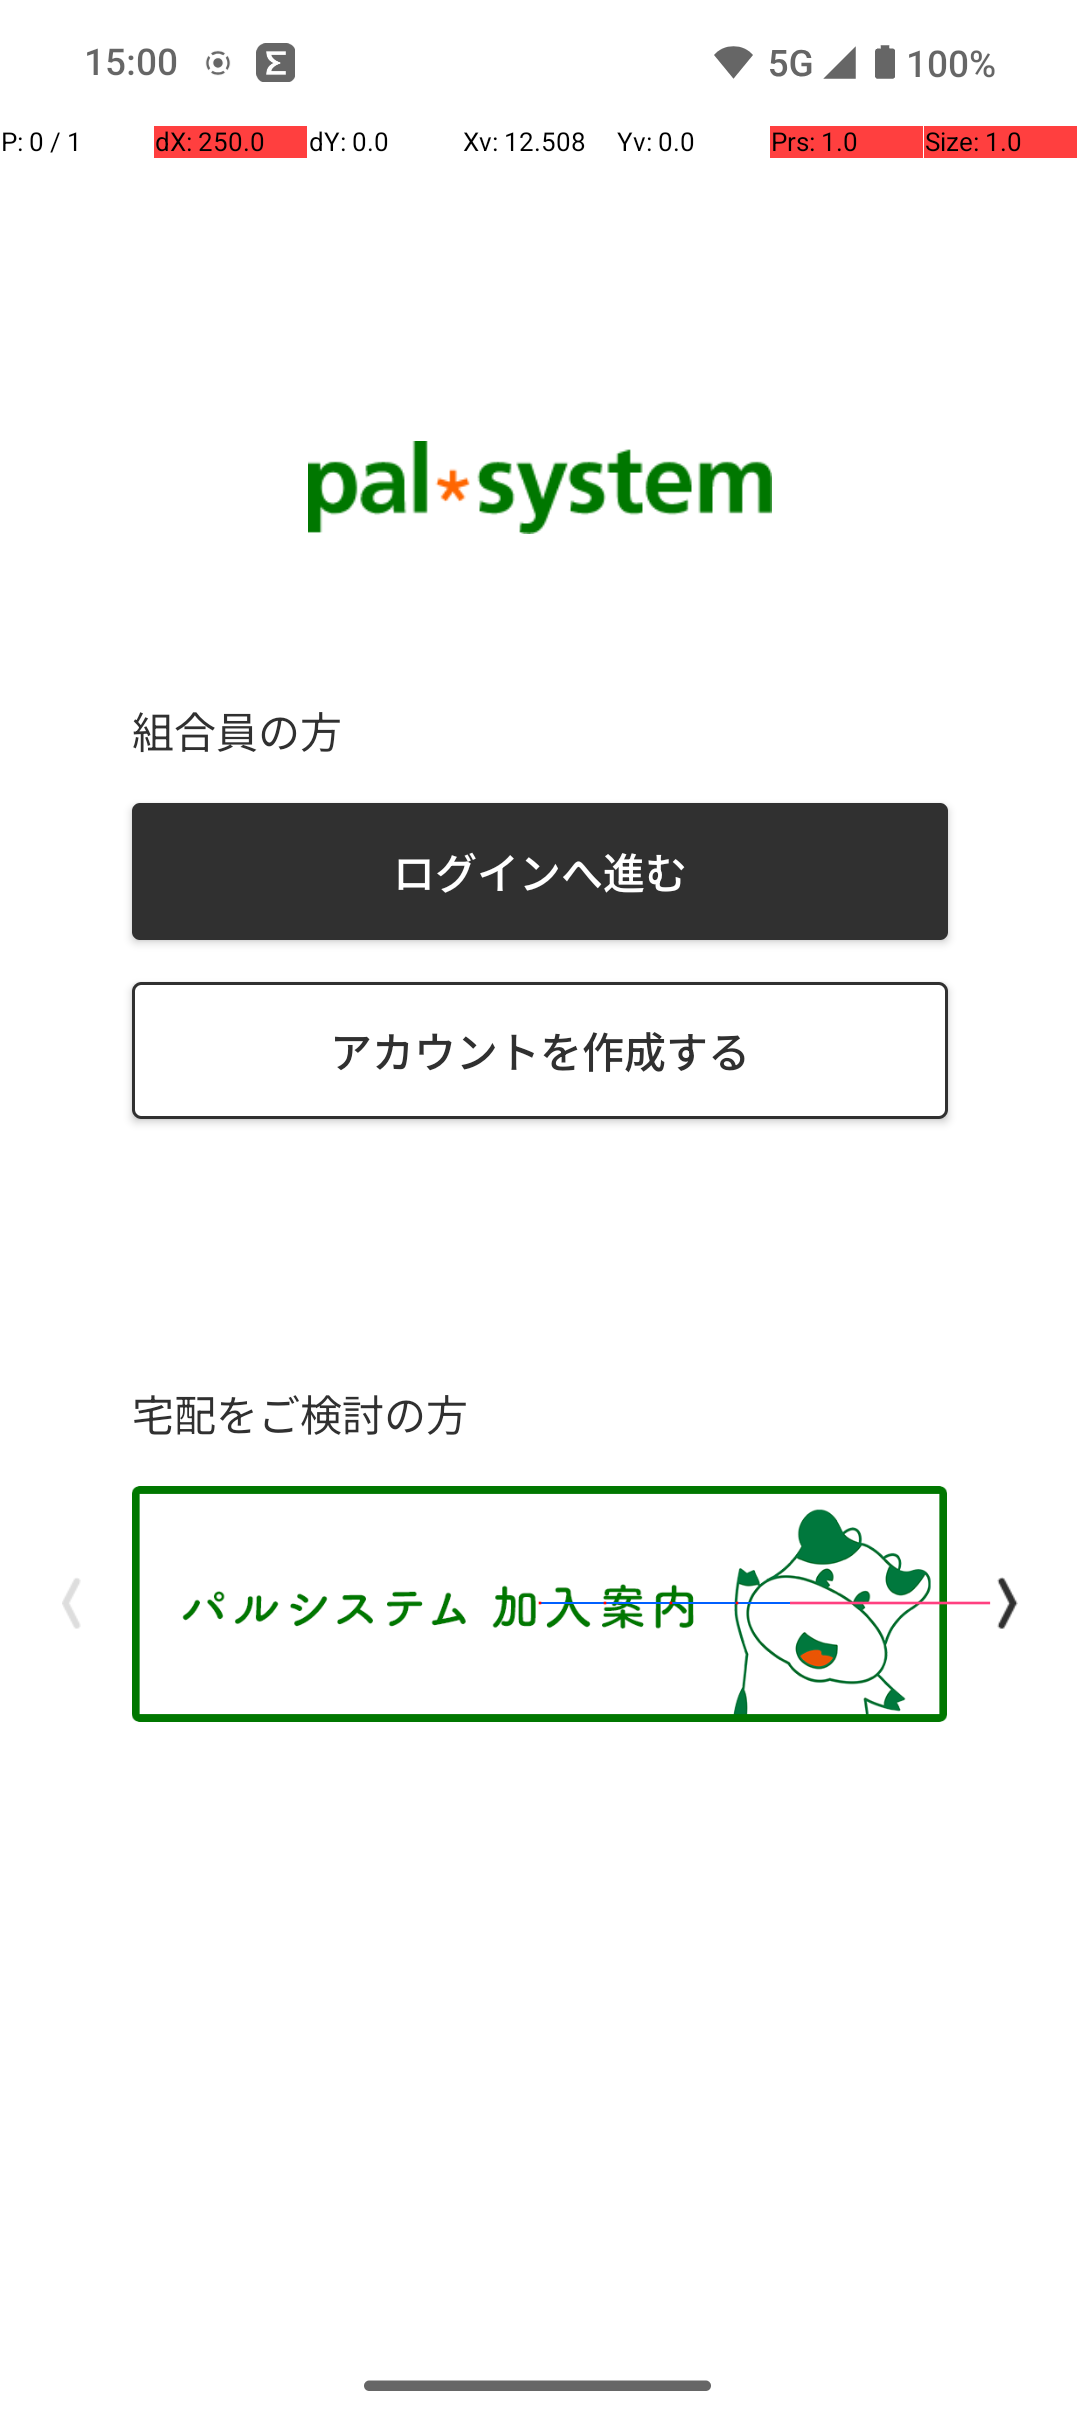 15:00 5G 100%
P: 0 / 1 dX: 250.0 dY: 0.0 Xv: 12.508 Yv: 0.0 Prs: 1.0 Size: 1.0
pal*system
組合員の方
ログインへ進む
アカウントを作成する
宅配をご検討の方
パルシステム 加入案内